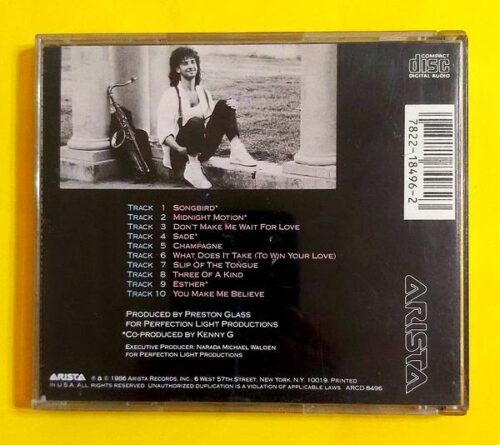 COMPACT
disc
DIGITAL AUDIO
7822-18496-2
TRACK 1 SONGBIRD*
TRACK 2 MIDNIGHT MOTION*
TRACK 3 DON'T MAKE ME WAIT FOR LOVE
TRACK 4 SADE*
TRACK 5 CHAMPAGNE
TRACK 6 WHAT DOES IT TAKE (TO WIN YOUR LOVE)
TRACK 7 SLIP OF THE TONGUE
TRACK 8 THREE OF A KIND
TRACK 9 ESTHER*
TRACK 10 YOU MAKE ME BELIEVE
PRODUCED BY PRESTON GLASS
FOR PERFECTION LIGHT PRODUCTIONS
*CO-PRODUCED BY KENNY G
EXECUTIVE PRODUCER: NARADA MICHAEL WALDEN
FOR PERFECTION LIGHT PRODUCTIONS
ARISTA
ARISTA ℗ & © 1986 ARISTA RECORDS, INC., 6 WEST 57TH STREET, NEW YORK, N.Y. 10019. PRINTED
IN U.S.A. ALL RIGHTS RESERVED. UNAUTHORIZED DUPLICATION IS A VIOLATION OF APPLICABLE LAWS. ARCD 8496